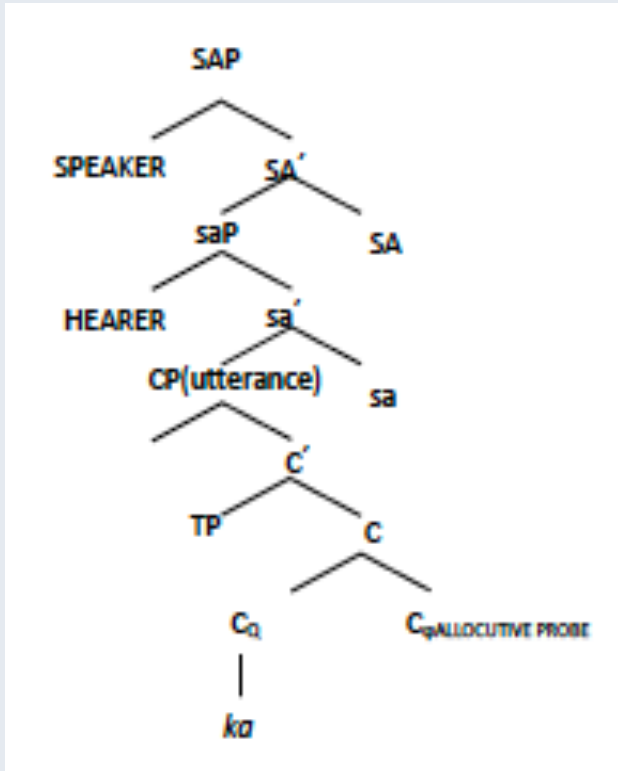 SAP
SPEAKER SA´
saP SA
HEARER sa´
CP(utterance) sa
C´
TP C
CQ CφALLOCUTIVE PROBE
ka